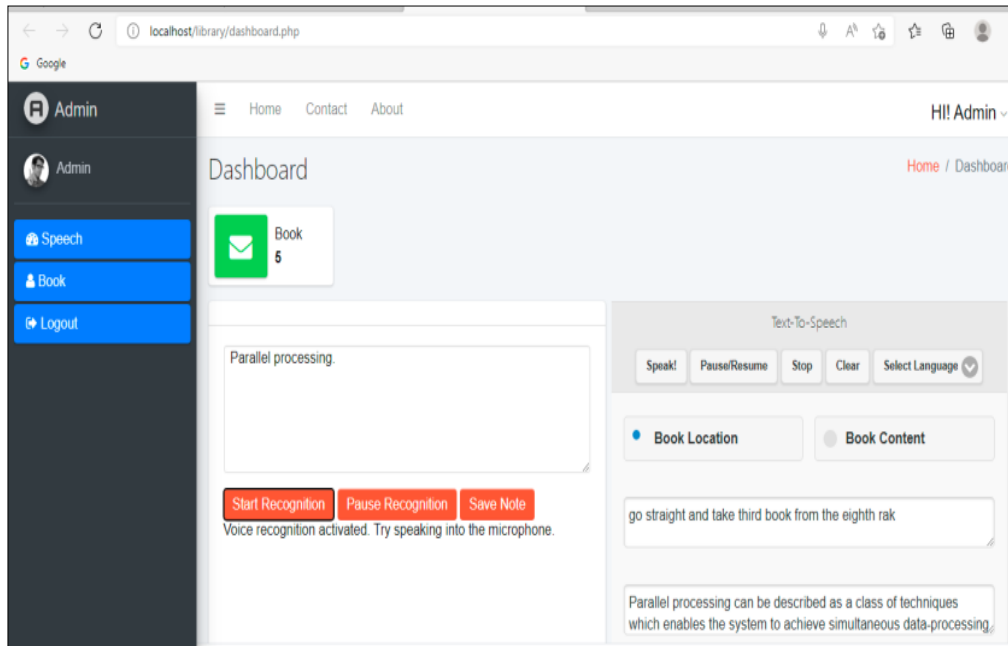 localhost/library/dashboard.php
Google
Admin
Home Contact About
HI! Admin
Admin
Dashboard
Home / Dashboar
Speech
Book
Logout
Book
5
Parallel processing.
Start Recognition Pause Recognition Save Note
Voice recognition activated. Try speaking into the microphone.
Text-To-Speech
Speak! Pause/Resume Stop Clear Select Language
Book Location Book Content
go straight and take third book from the eighth rak
Parallel processing can be described as a class of techniques
which enables the system to achieve simultaneous data-processing